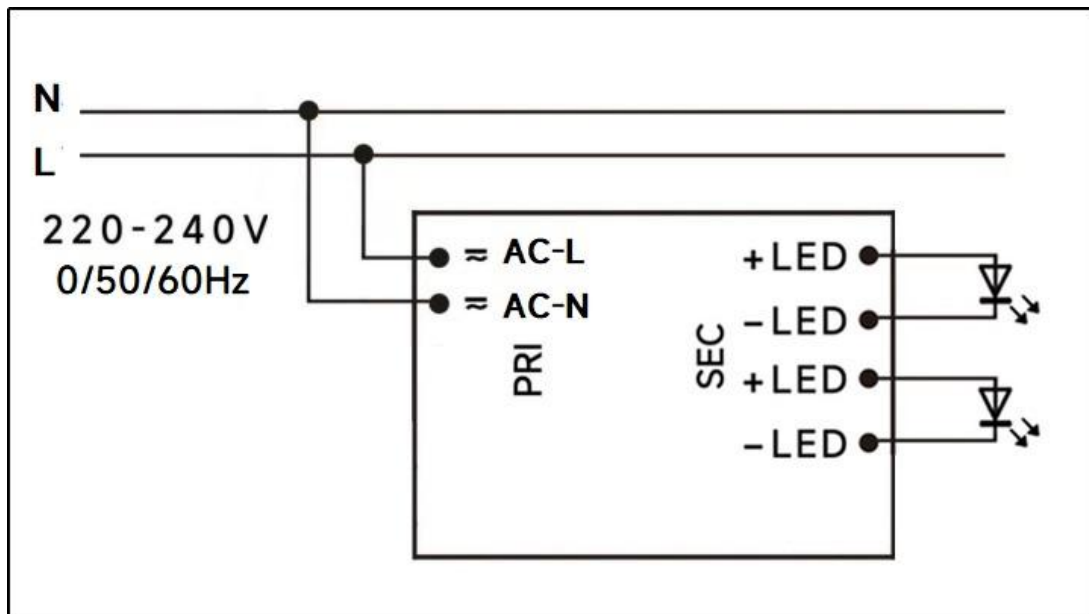 N
L
220-240V
0/50/60Hz
≂ AC-L
≂ AC-N
PRI
SEC
+LED
-LED
+LED
-LED